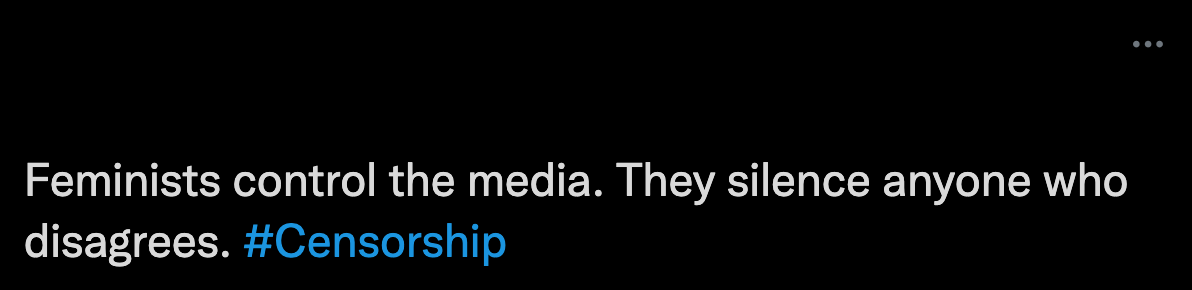 Feminists control the media. They silence anyone who
disagrees. #Censorship